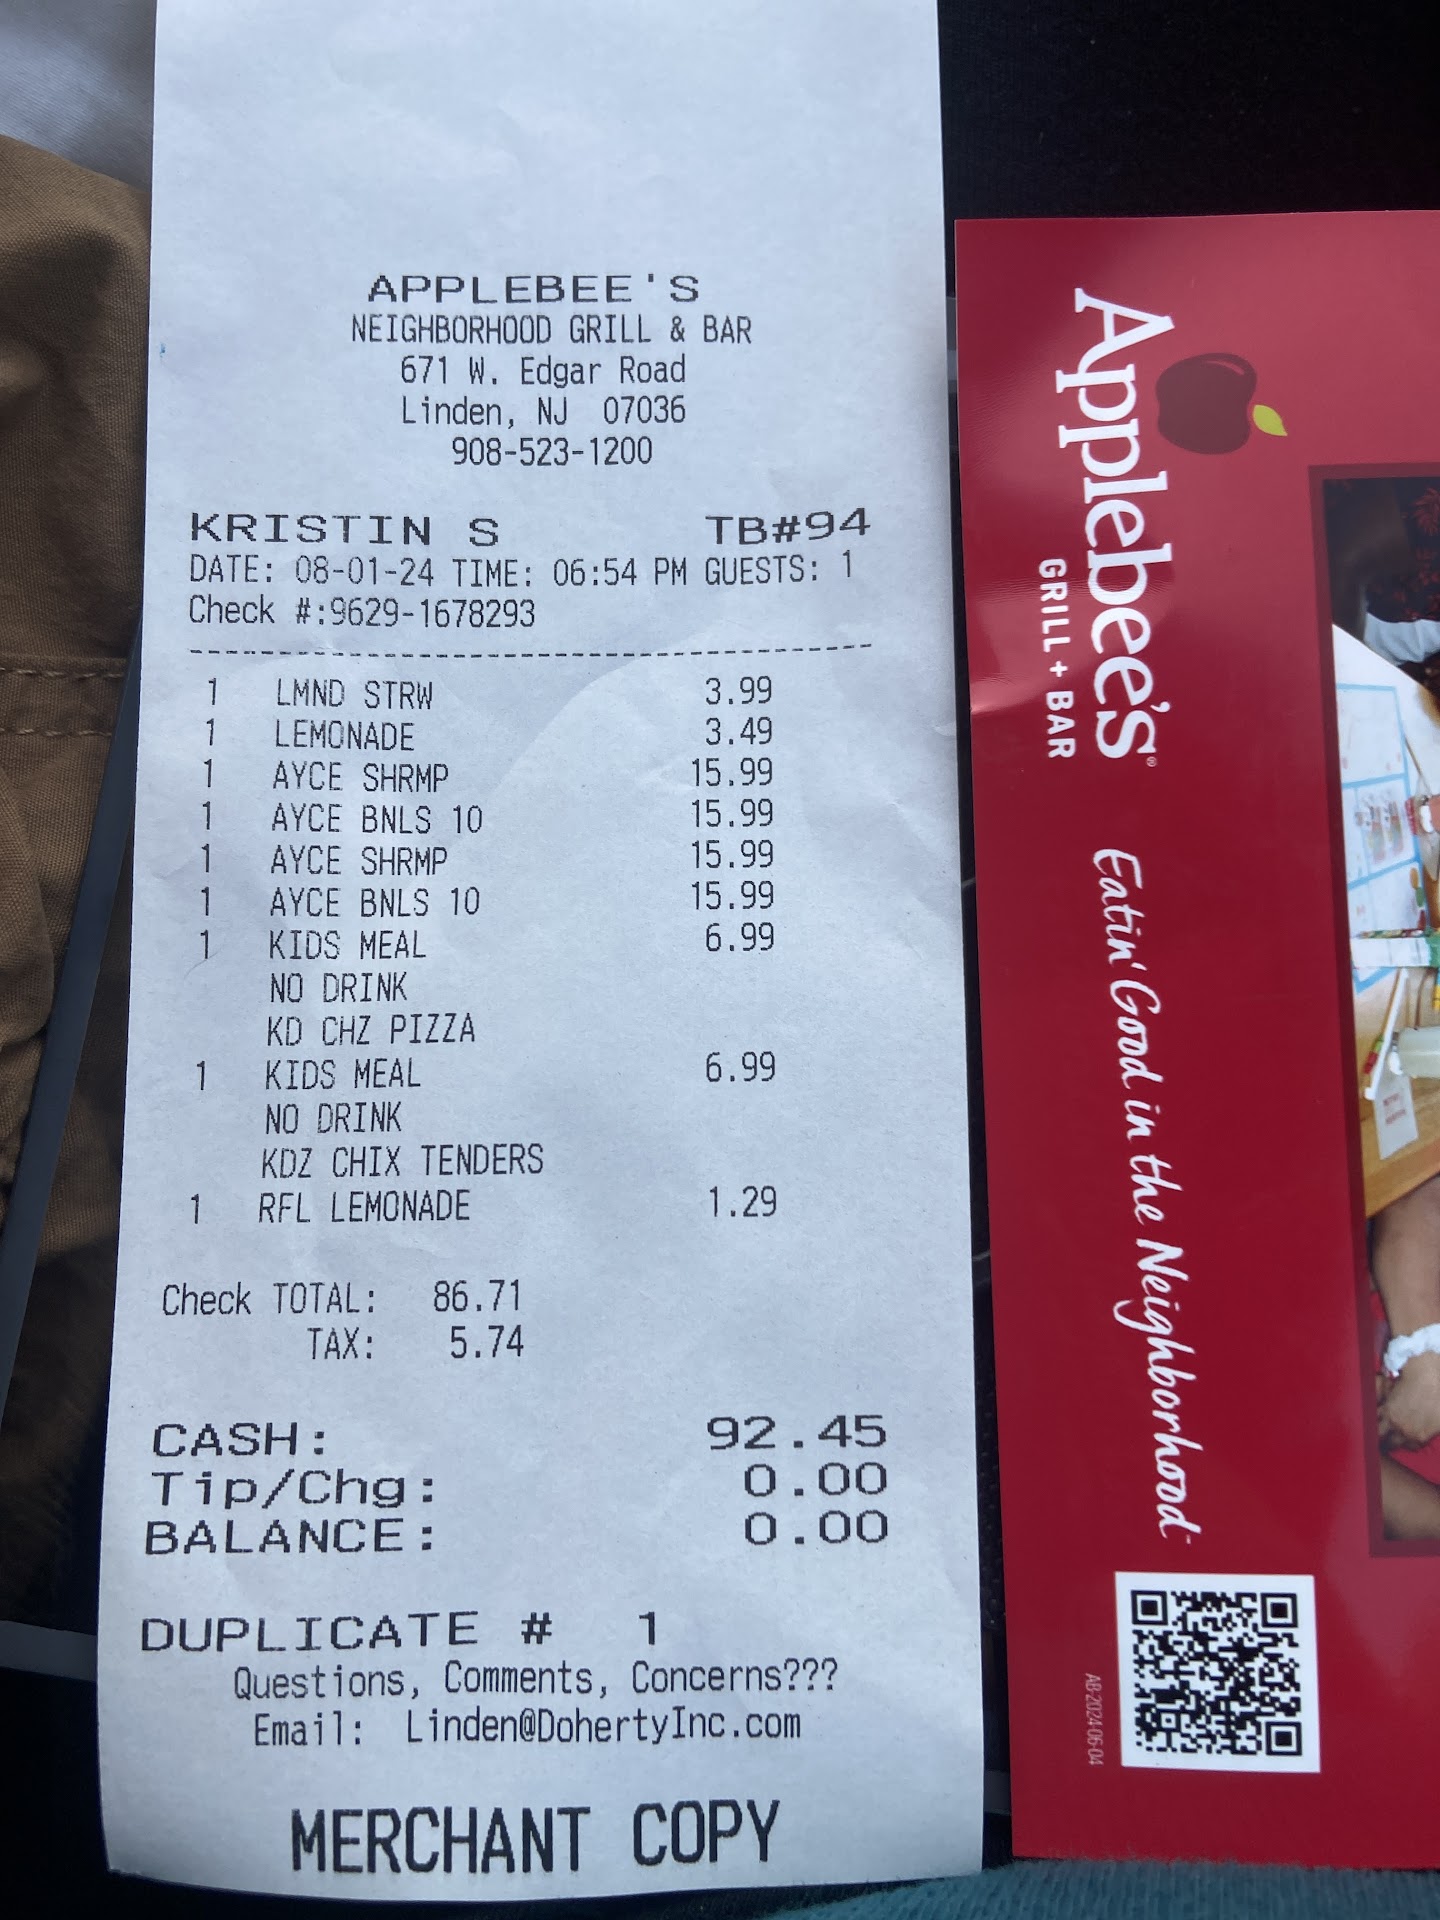 APPLEBEE'S
NEIGHBORHOOD GRILL & BAR
671 W. Edgar Road
Linden, NJ 07036
908-523-1200
KRISTIN S TB#94
DATE: 08-01-24 TIME: 06:54 PM GUESTS: 1
Check #:9629-1678293
---------------------------------------
1 LMND STRW 3.99
1 LEMONADE 3.49
1 AYCE SHRMP 15.99
1 AYCE BNLS 10 15.99
1 AYCE SHRMP 15.99
1 AYCE BNLS 10 15.99
1 KIDS MEAL 6.99
NO DRINK
KD CHZ PIZZA
1 KIDS MEAL 6.99
NO DRINK
KDZ CHIX TENDERS
1 RFL LEMONADE 1.29
Check TOTAL: 86.71
TAX: 5.74
CASH: 92.45
Tip/Chg: 0.00
BALANCE: 0.00
DUPLICATE # 1
Questions, Comments, Concerns???
Email: Linden@DohertyInc.com
MERCHANT COPY
Applebee's®
GRILL + BAR
Eatin' Good in the Neighborhood
AB-2024-06-04